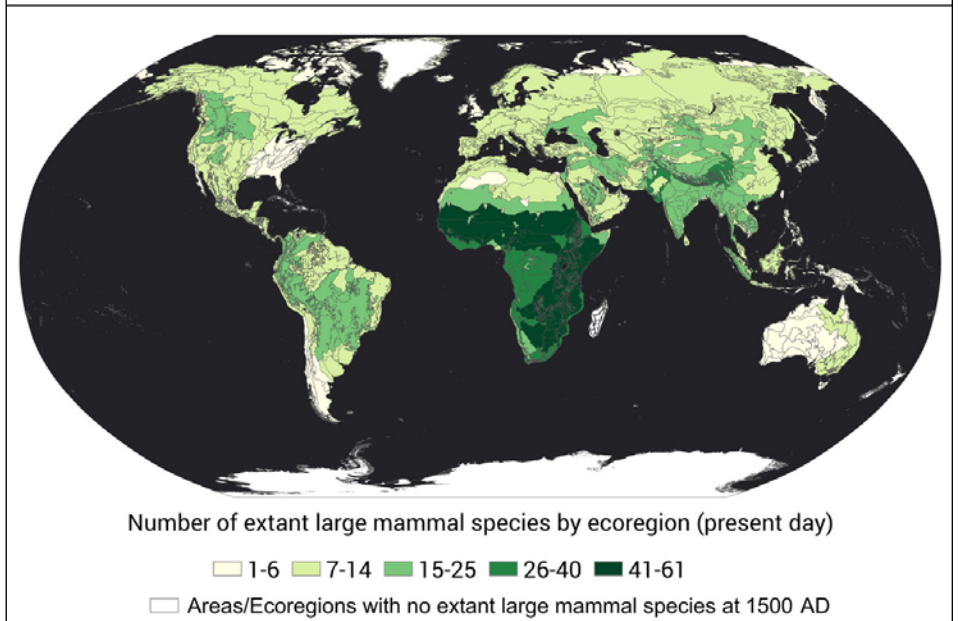 Number of extant large mammal species by ecoregion (present day)
1-6 7-14 15-25 26-40 41-61
Areas/Ecoregions with no extant large mammal species at 1500 AD